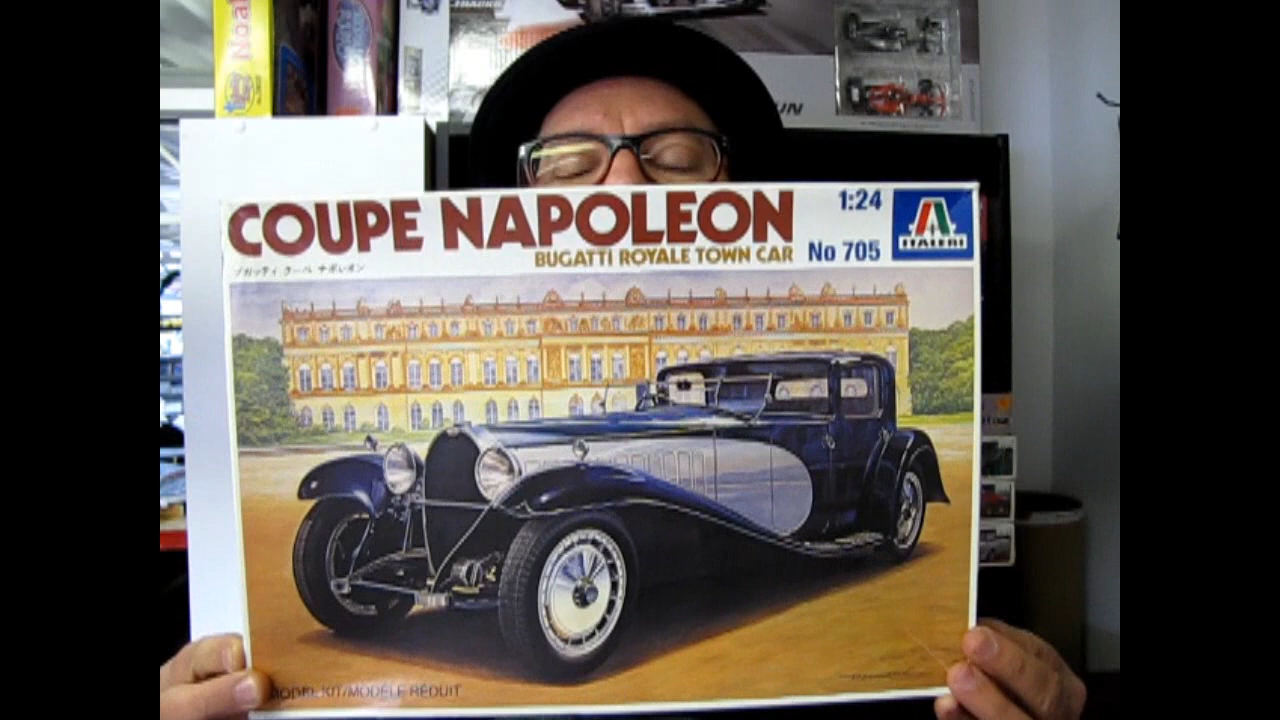 Noal
COUPE NAPOLEON
1:24
BUGATTI ROYALE TOWN CAR
No 705
ITALERI
ブガッティ クーペ ナポレオン
MODEL KIT/MODÈLE RÉDUIT